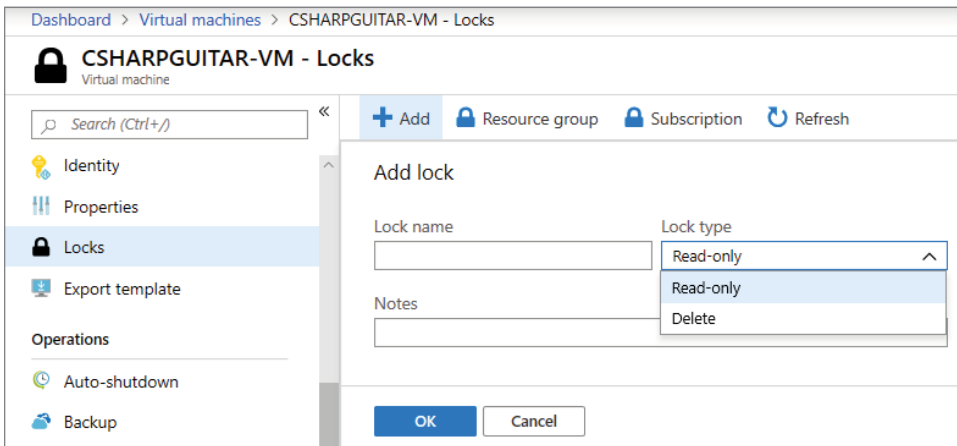 Dashboard > Virtual machines > CSHARPGUITAR-VM - Locks
CSHARPGUITAR-VM - Locks
Virtual machine
Search (Ctrl+/)
«
Identity
Properties
Locks
Export template
Operations
Auto-shutdown
Backup
Add Resource group Subscription Refresh
Add lock
Lock name Lock type
Read-only
Read-only
Delete
Notes
OK Cancel